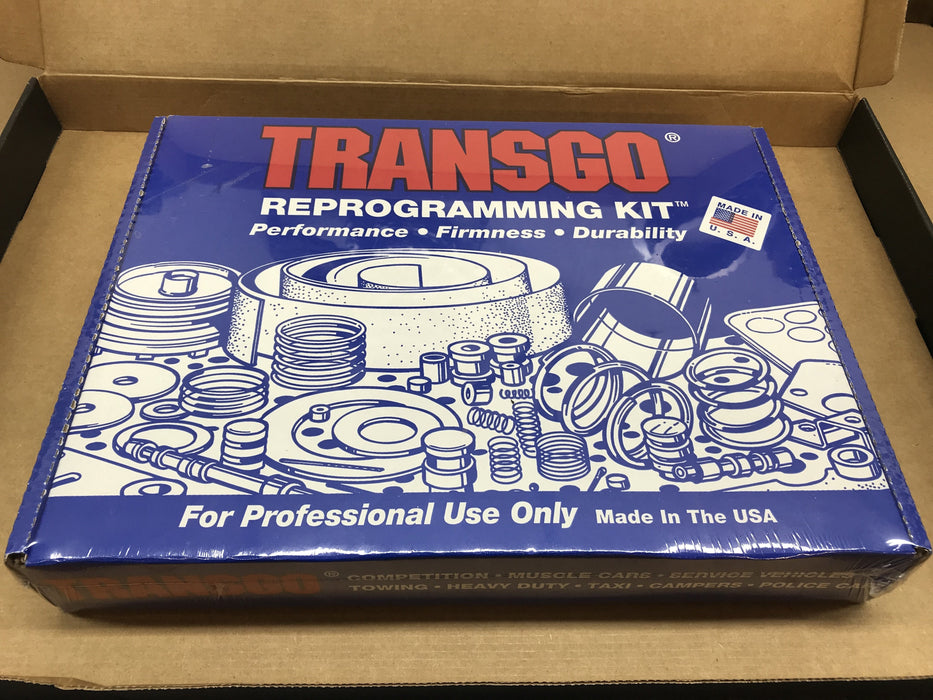 TRANSGO®
REPROGRAMMING KIT™
Performance • Firmness • Durability
MADE IN
U. S. A.
For Professional Use Only Made In The USA
TRANSGO® COMPETITION • MUSCLE CARS • SERVICE VEHICLES
TOWING • HEAVY DUTY • TAXI • CAMPERS • POLICE